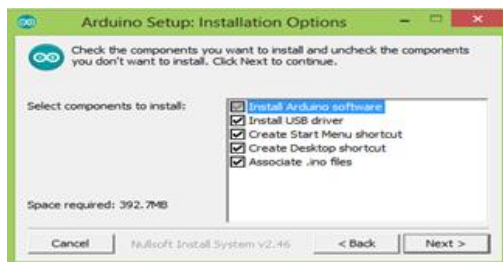 Arduino Setup: Installation Options
Check the components you want to install and uncheck the components
you don't want to install. Click Next to continue.
Select components to install:
Install Arduino software
Install USB driver
Create Start Menu shortcut
Create Desktop shortcut
Associate .ino files
Space required: 392.7MB
Cancel
Nullsoft Install System v2.46
< Back
Next >